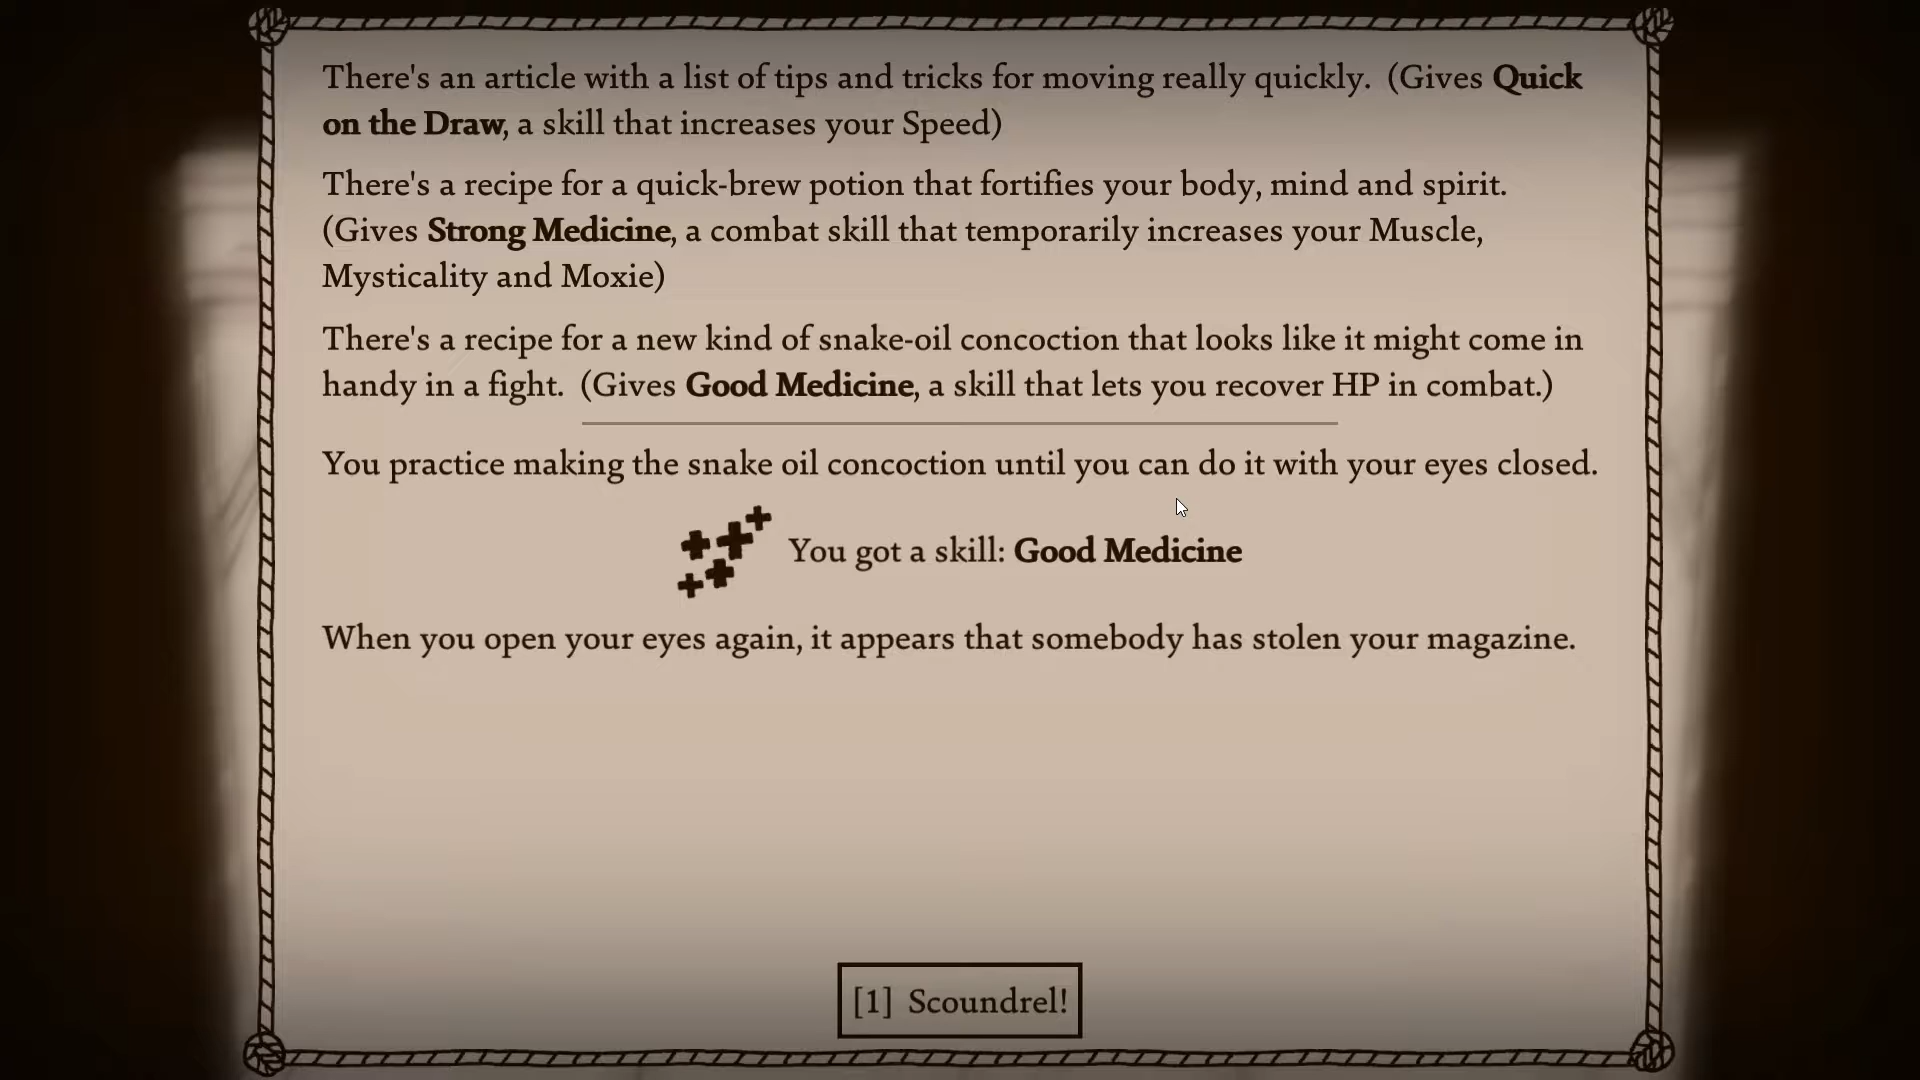 There's an article with a list of tips and tricks for moving really quickly. (Gives Quick
on the Draw, a skill that increases your Speed)
There's a recipe for a quick-brew potion that fortifies your body, mind and spirit.
(Gives Strong Medicine, a combat skill that temporarily increases your Muscle,
Mysticality and Moxie)
There's a recipe for a new kind of snake-oil concoction that looks like it might come in
handy in a fight. (Gives Good Medicine, a skill that lets you recover HP in combat.)
You practice making the snake oil concoction until you can do it with your eyes closed.
You got a skill: Good Medicine
When you open your eyes again, it appears that somebody has stolen your magazine.
[1] Scoundrel!